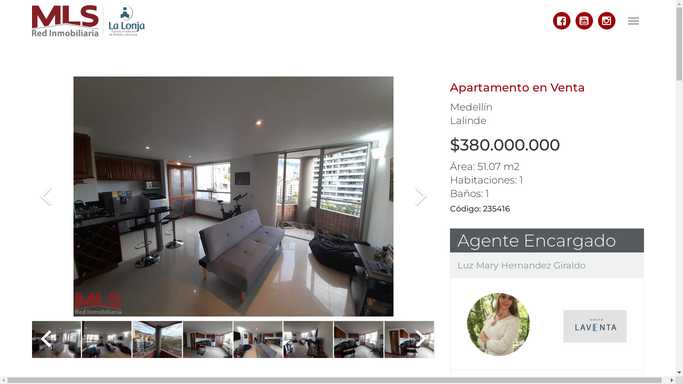 MLS
Red Inmobiliaria
La Lonja
Apartamento en Venta
Medellín
Lalinde
$380.000.000
Área: 51.07 m2
Habitaciones: 1
Baños: 1
Código: 235416
Agente Encargado
Luz Mary Hernandez Giraldo
LAVENTA
MLS
Red Inmobiliaria